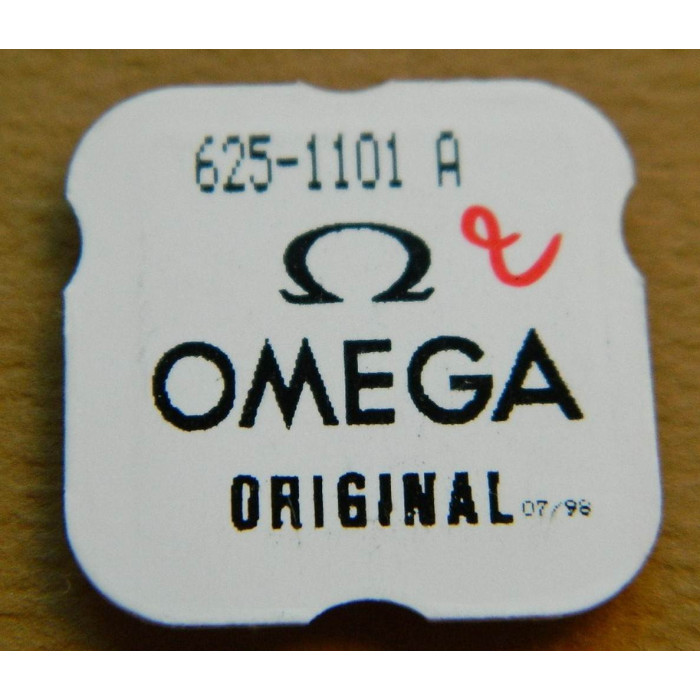 625-1101 A
Ω
OMEGA
ORIGINAL 07/98